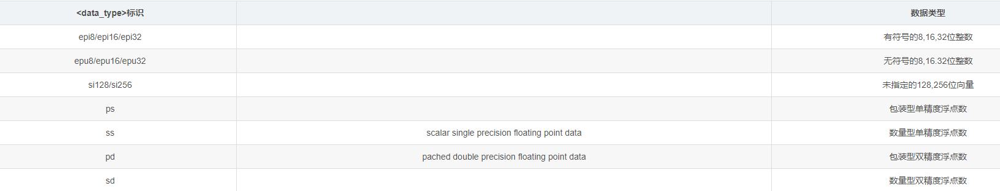 <data_type>标识 数据类型
epi8/epi16/epi32 有符号的8,16,32位整数
epu8/epu16/epu32 无符号的8,16.32位整数
si128/si256 未指定的128,256位向量
ps 包装型单精度浮点数
ss scalar single precision floating point data 数量型单精度浮点数
pd pached double precision floating point data 包装型双精度浮点数
sd 数量型双精度浮点数